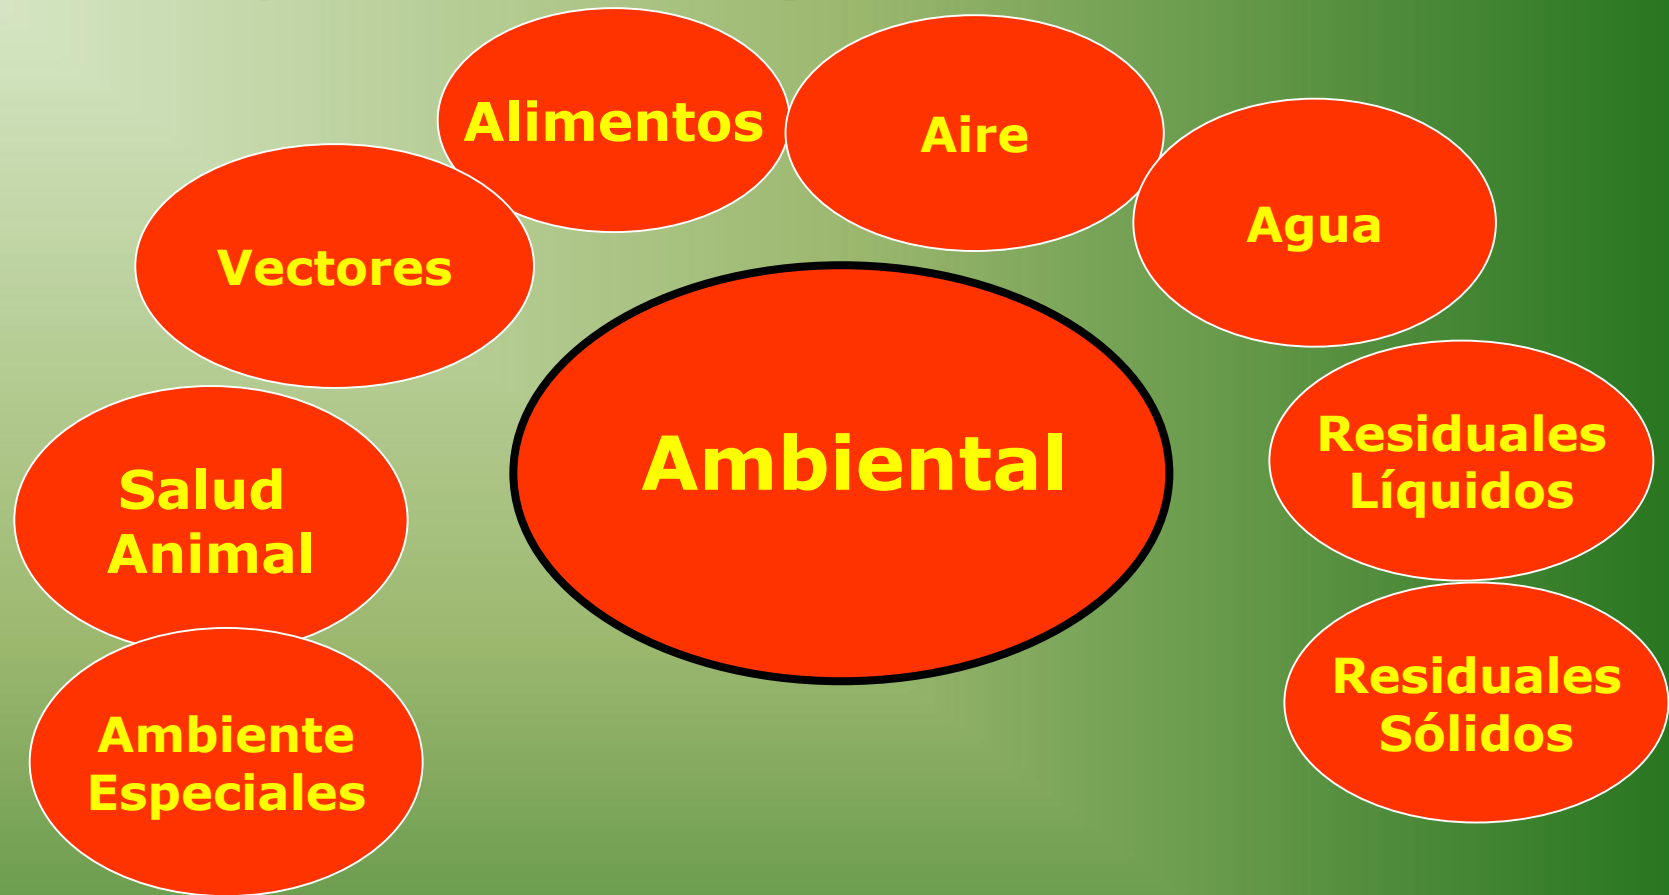 Alimentos
Aire
Agua
Vectores
Ambiental
Residuales
Líquidos
Salud
Animal
Residuales
Sólidos
Ambiente
Especiales